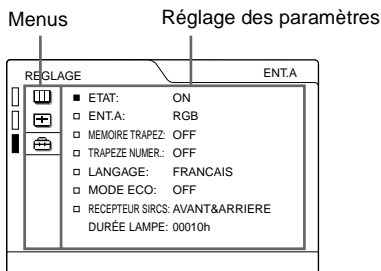 Menus
Réglage des paramètres
REGLAGE
ENT.A
ETAT: ON
ENT.A: RGB
MEMOIRE TRAPEZ: OFF
TRAPEZE NUMER.: OFF
LANGAGE: FRANCAIS
MODE ECO: OFF
RECEPTEUR SIRCS: AVANT&ARRIERE
DURÉE LAMPE: 00010h